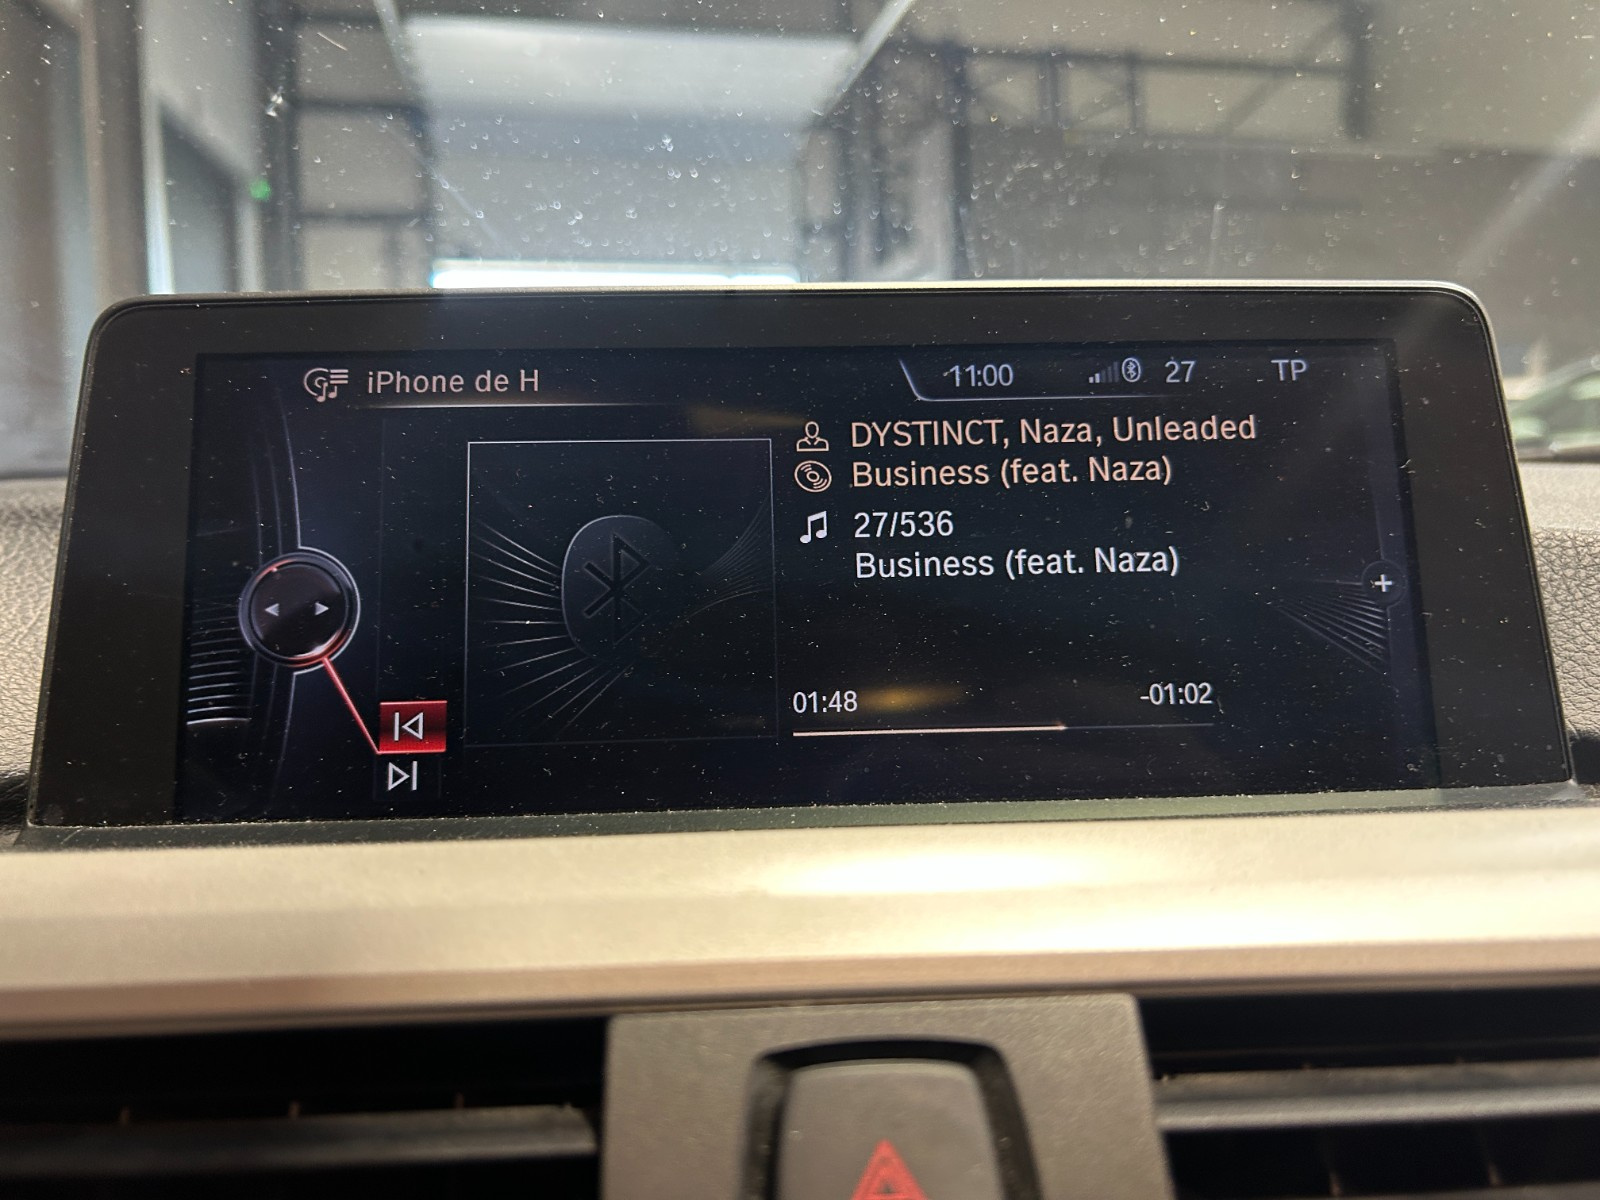 iPhone de H
11:00
27
TP
DYSTINCT, Naza, Unleaded
Business (feat. Naza)
27/536
Business (feat. Naza)
01:48
-01:02